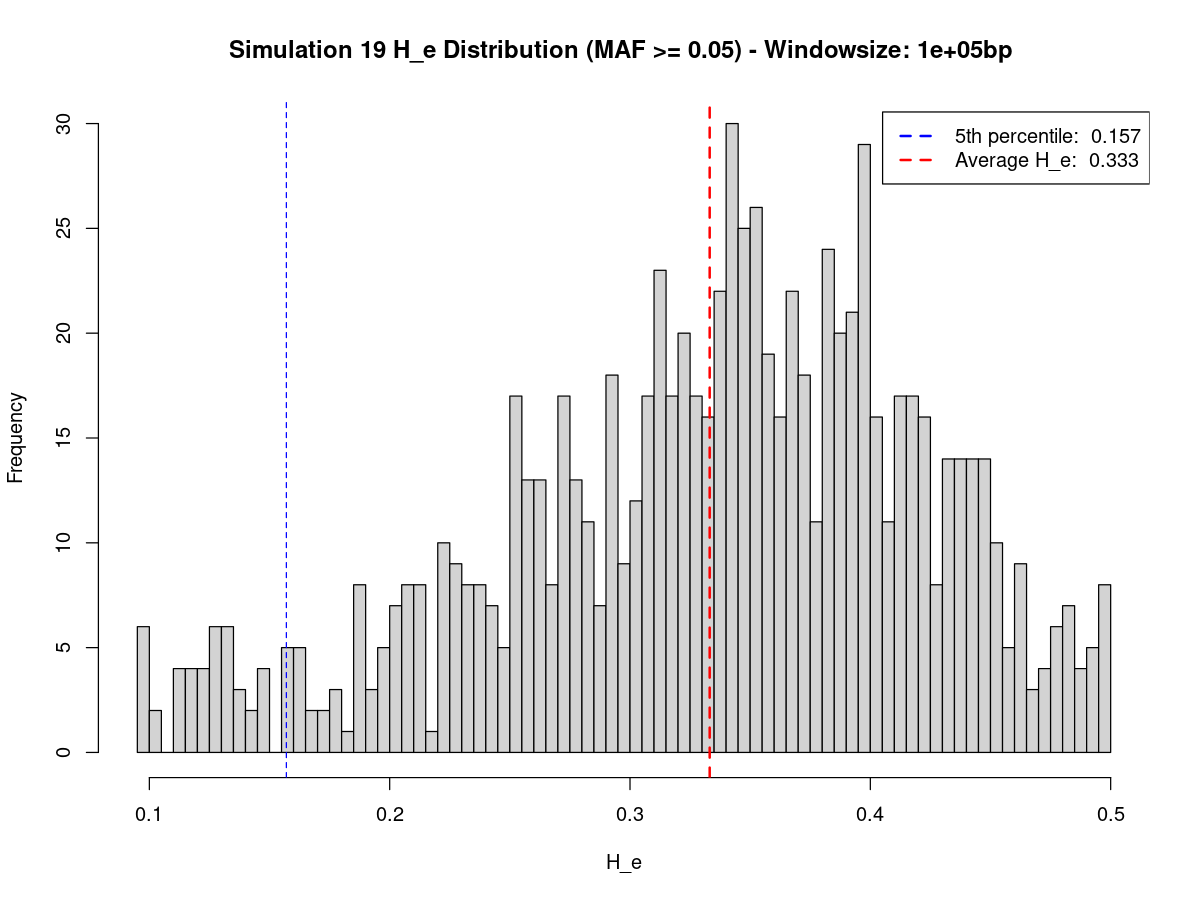 Simulation 19 H_e Distribution (MAF >= 0.05) - Windowsize: 1e+05bp
5th percentile: 0.157
Average H_e: 0.333
Frequency
30
25
20
15
10
5
0
0.1 0.2 0.3 0.4 0.5
H_e